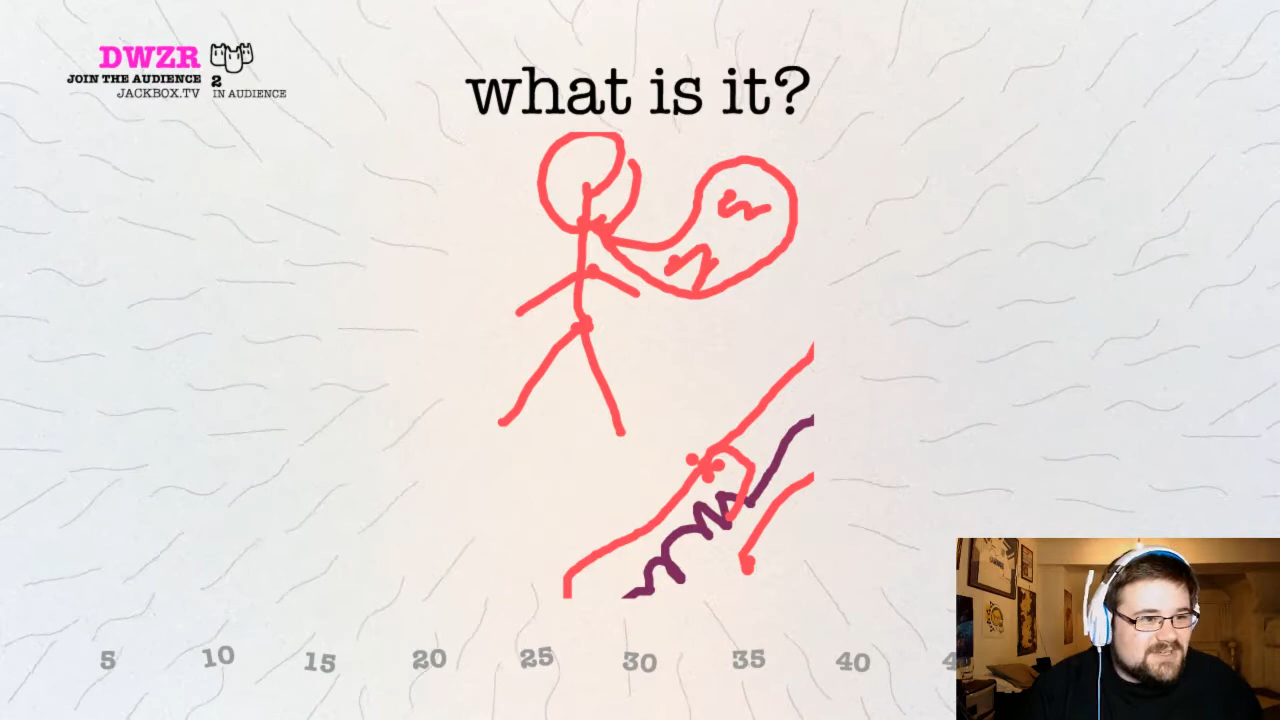 DWZR
JOIN THE AUDIENCE 2
JACKBOX.TV IN AUDIENCE
what is it?
5 10 15 20 25 30 35 40